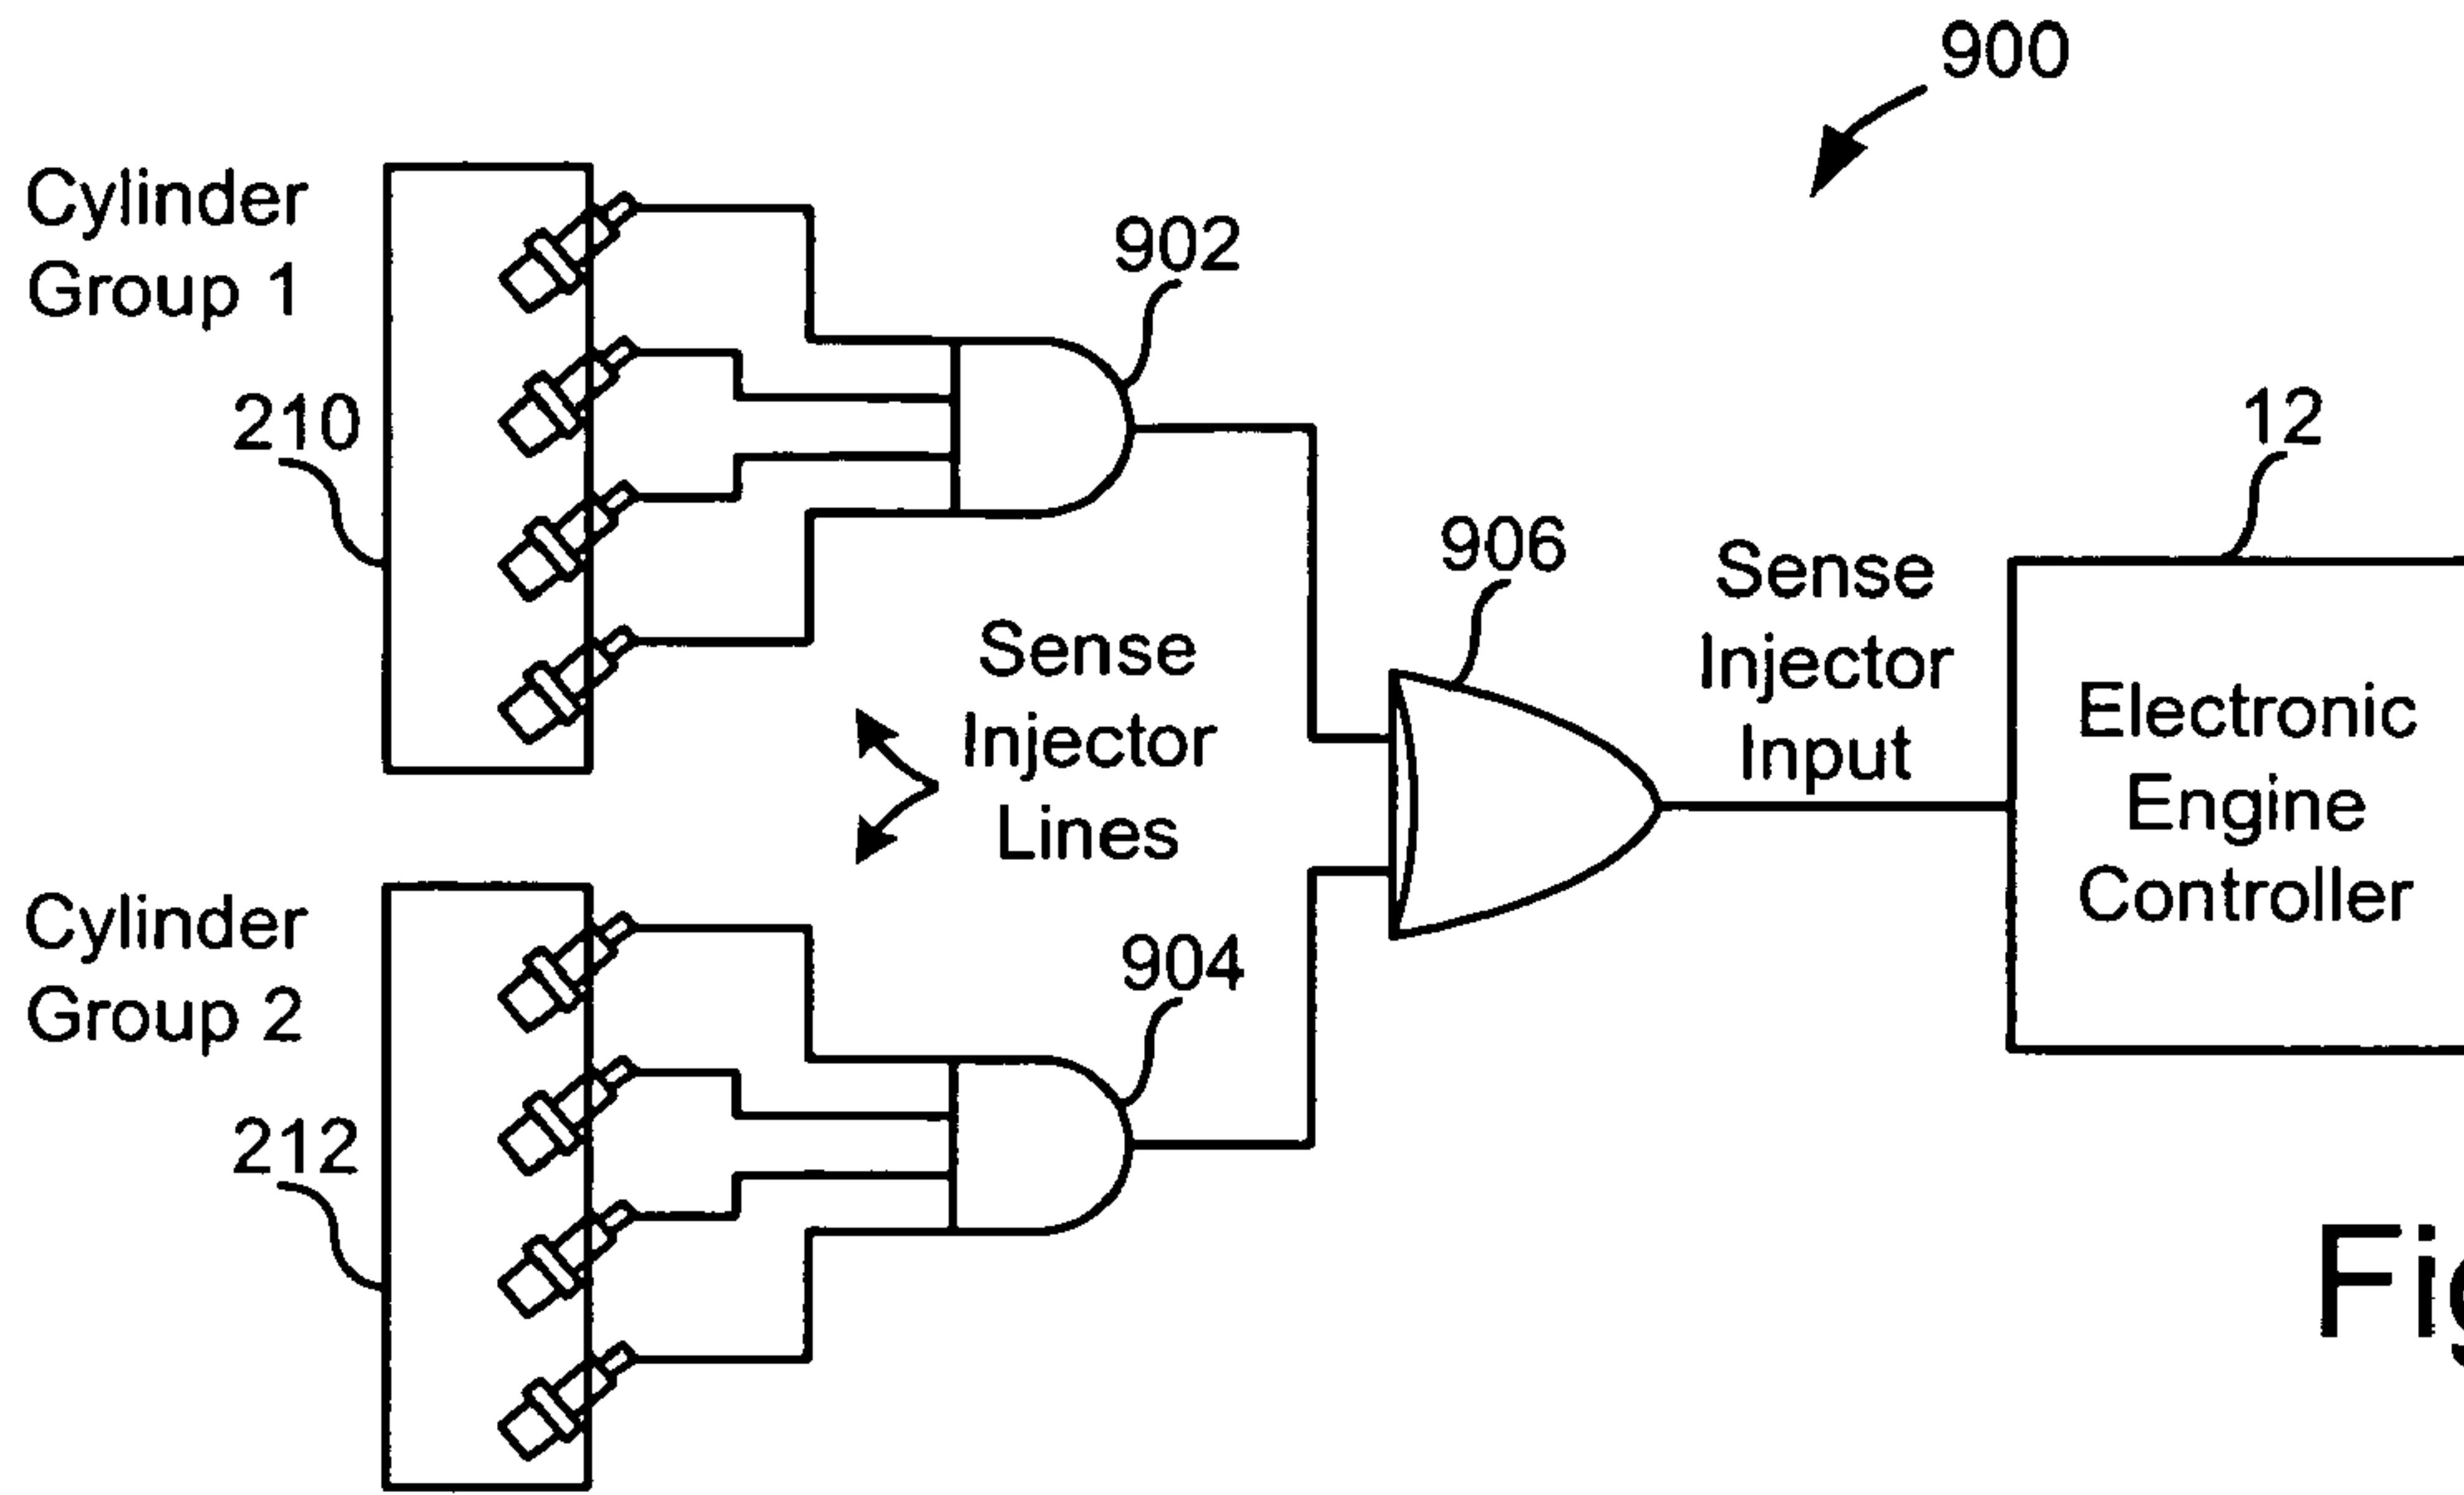 900
Cylinder
Group 1
902
210
12
906
Sense
Injector
Input
Sense
Injector
Lines
Electronic
Engine
Controller
Cylinder
Group 2
904
212